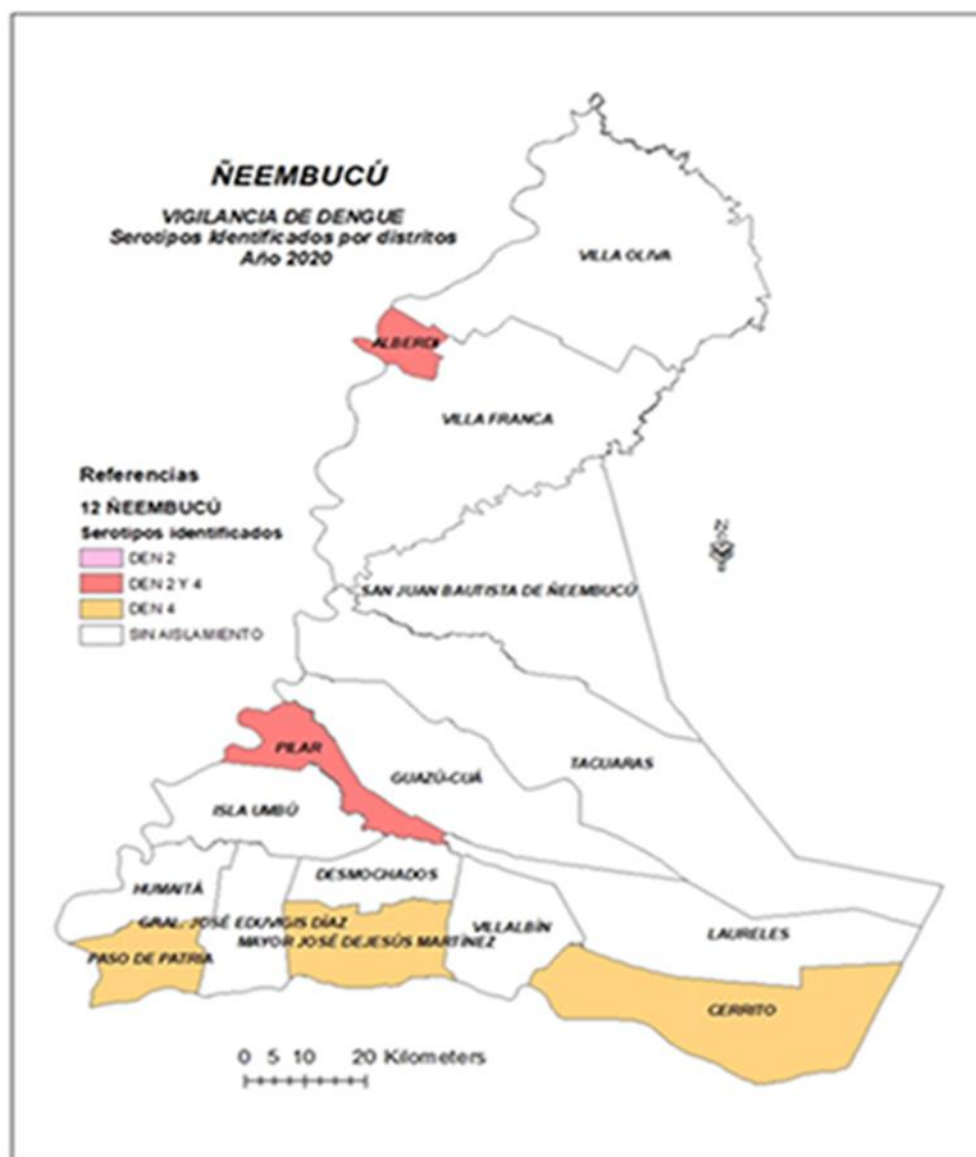 ÑEEMBUCÚ
VIGILANCIA DE DENGUE
Serotipos Identificados por distritos
Año 2020
VILLA OLIVA
ALBERDI
VILLA FRANCA
Referencias
12 ÑEEMBUCÚ
Serotipos identificados
DEN 2
DEN 2 Y 4
DEN 4
SIN AISLAMIENTO
N
SAN JUAN BAUTISTA DE ÑEEMBUCÚ
PILAR
GUAZÚ-CUÁ
TACUARAS
ISLA UMBÚ
HUMAITÁ
DESMOCHADOS
GRAL. JOSÉ EDUVIGIS DÍAZ
VILLALBÍN
MAYOR JOSÉ DEJESÚS MARTÍNEZ
LAURELES
PASO DE PATRIA
CERRITO
0 5 10 20 Kilometers